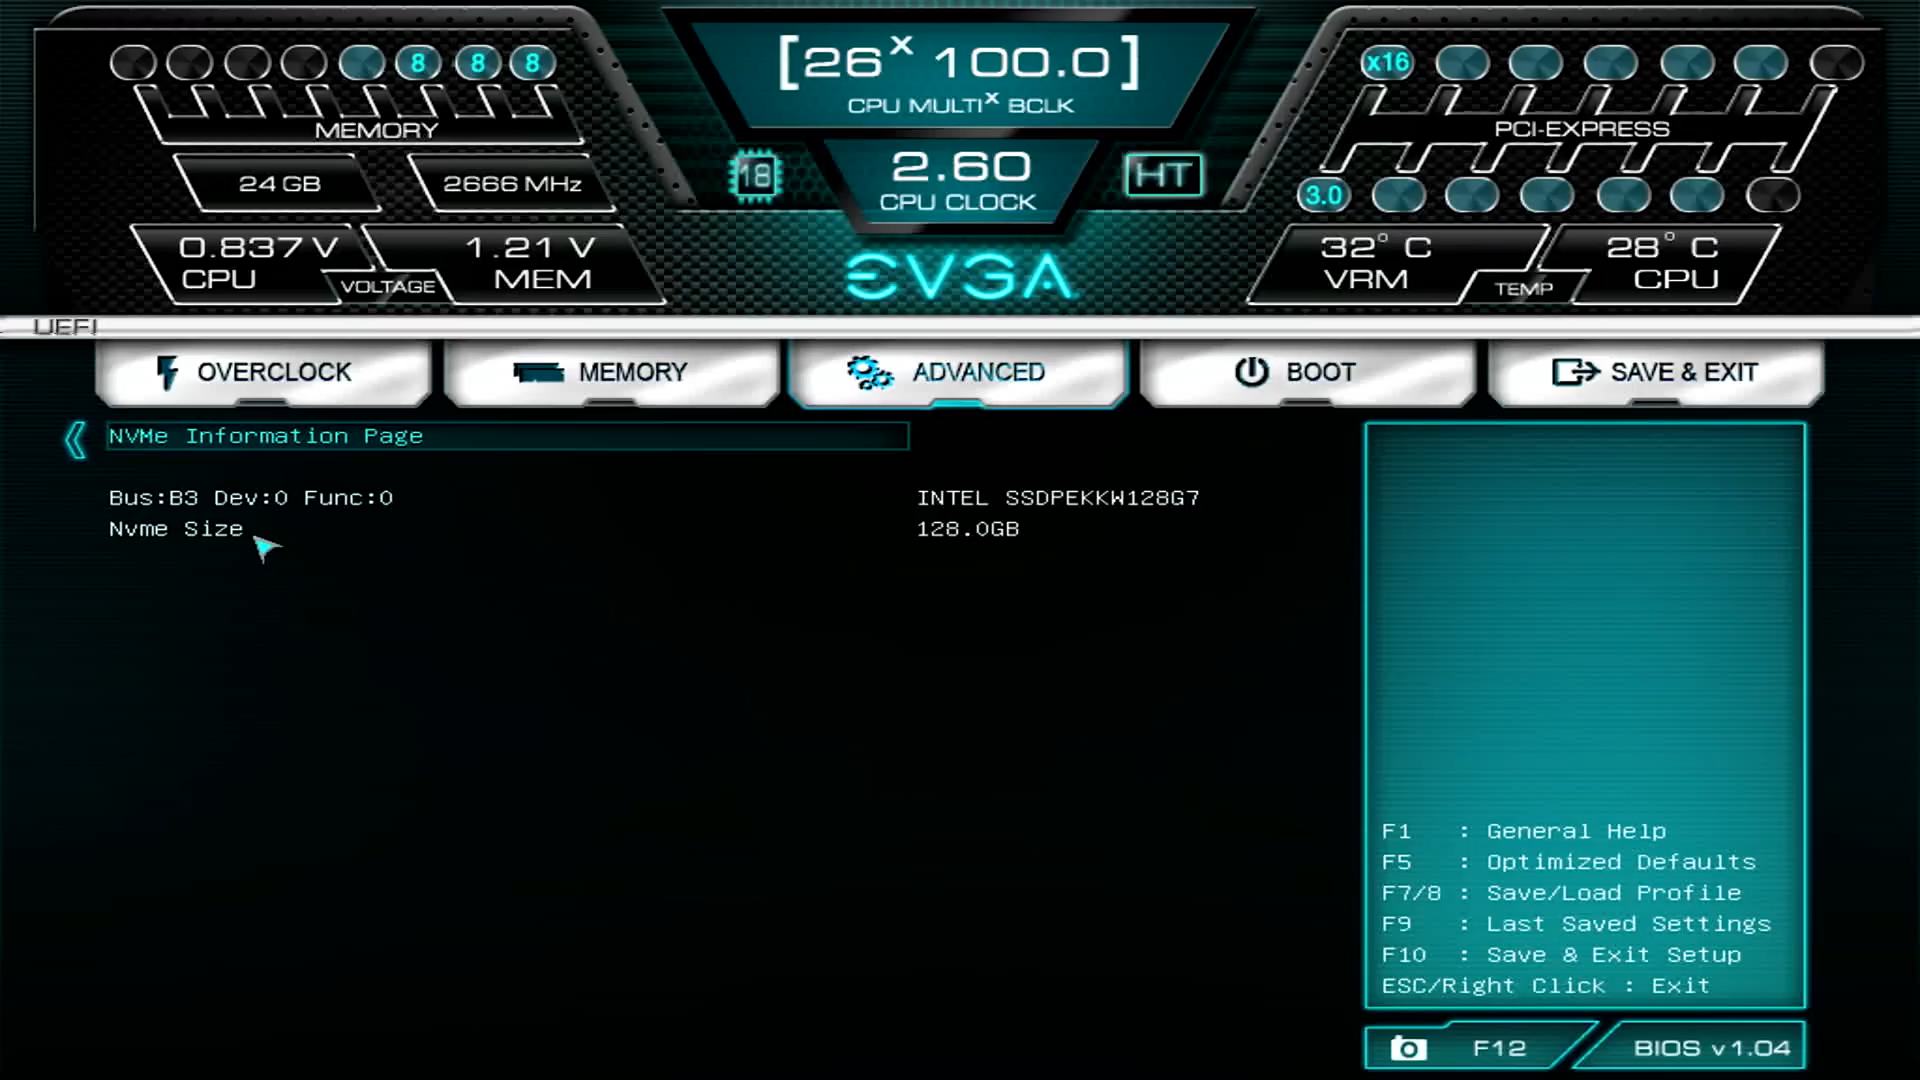 8 8 8
MEMORY
24 GB
2666 MHz
0.837 V
CPU
VOLTAGE
1.21 V
MEM
[26x 100.0]
CPU MULTIx BCLK
18
2.60
CPU CLOCK
HT
EVGA
x16
PCI-EXPRESS
3.0
32° C
VRM
TEMP
28° C
CPU
UEFI
OVERCLOCK
MEMORY
ADVANCED
BOOT
SAVE & EXIT
NVMe Information Page
Bus:B3 Dev:0 Func:0 INTEL SSDPEKKW128G7
Nvme Size 128.0GB
F1 : General Help
F5 : Optimized Defaults
F7/8 : Save/Load Profile
F9 : Last Saved Settings
F10 : Save & Exit Setup
ESC/Right Click : Exit
F12
BIOS v1.04